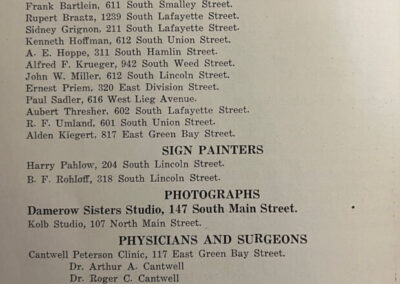 Frank Bartlein, 611 South Smalley Street.
Rupert Braatz, 1239 South Lafayette Street.
Sidney Grignon, 211 South Lafayette Street.
Kenneth Hoffman, 612 South Union Street.
A. E. Hoppe, 311 South Hamlin Street.
Alfred F. Krueger, 942 South Weed Street.
John W. Miller, 612 South Lincoln Street.
Ernest Priem, 320 East Division Street.
Paul Sadler, 616 West Lieg Avenue.
Aubert Thresher, 602 South Lafayette Street.
R. F. Umland, 601 South Union Street.
Alden Kiegert, 817 East Green Bay Street.
SIGN PAINTERS
Harry Pahlow, 204 South Lincoln Street.
B. F. Rohloff, 318 South Lincoln Street.
PHOTOGRAPHS
Damerow Sisters Studio, 147 South Main Street.
Kolb Studio, 107 North Main Street.
PHYSICIANS AND SURGEONS
Cantwell Peterson Clinic, 117 East Green Bay Street.
Dr. Arthur A. Cantwell
Dr. Roger C. Cantwell